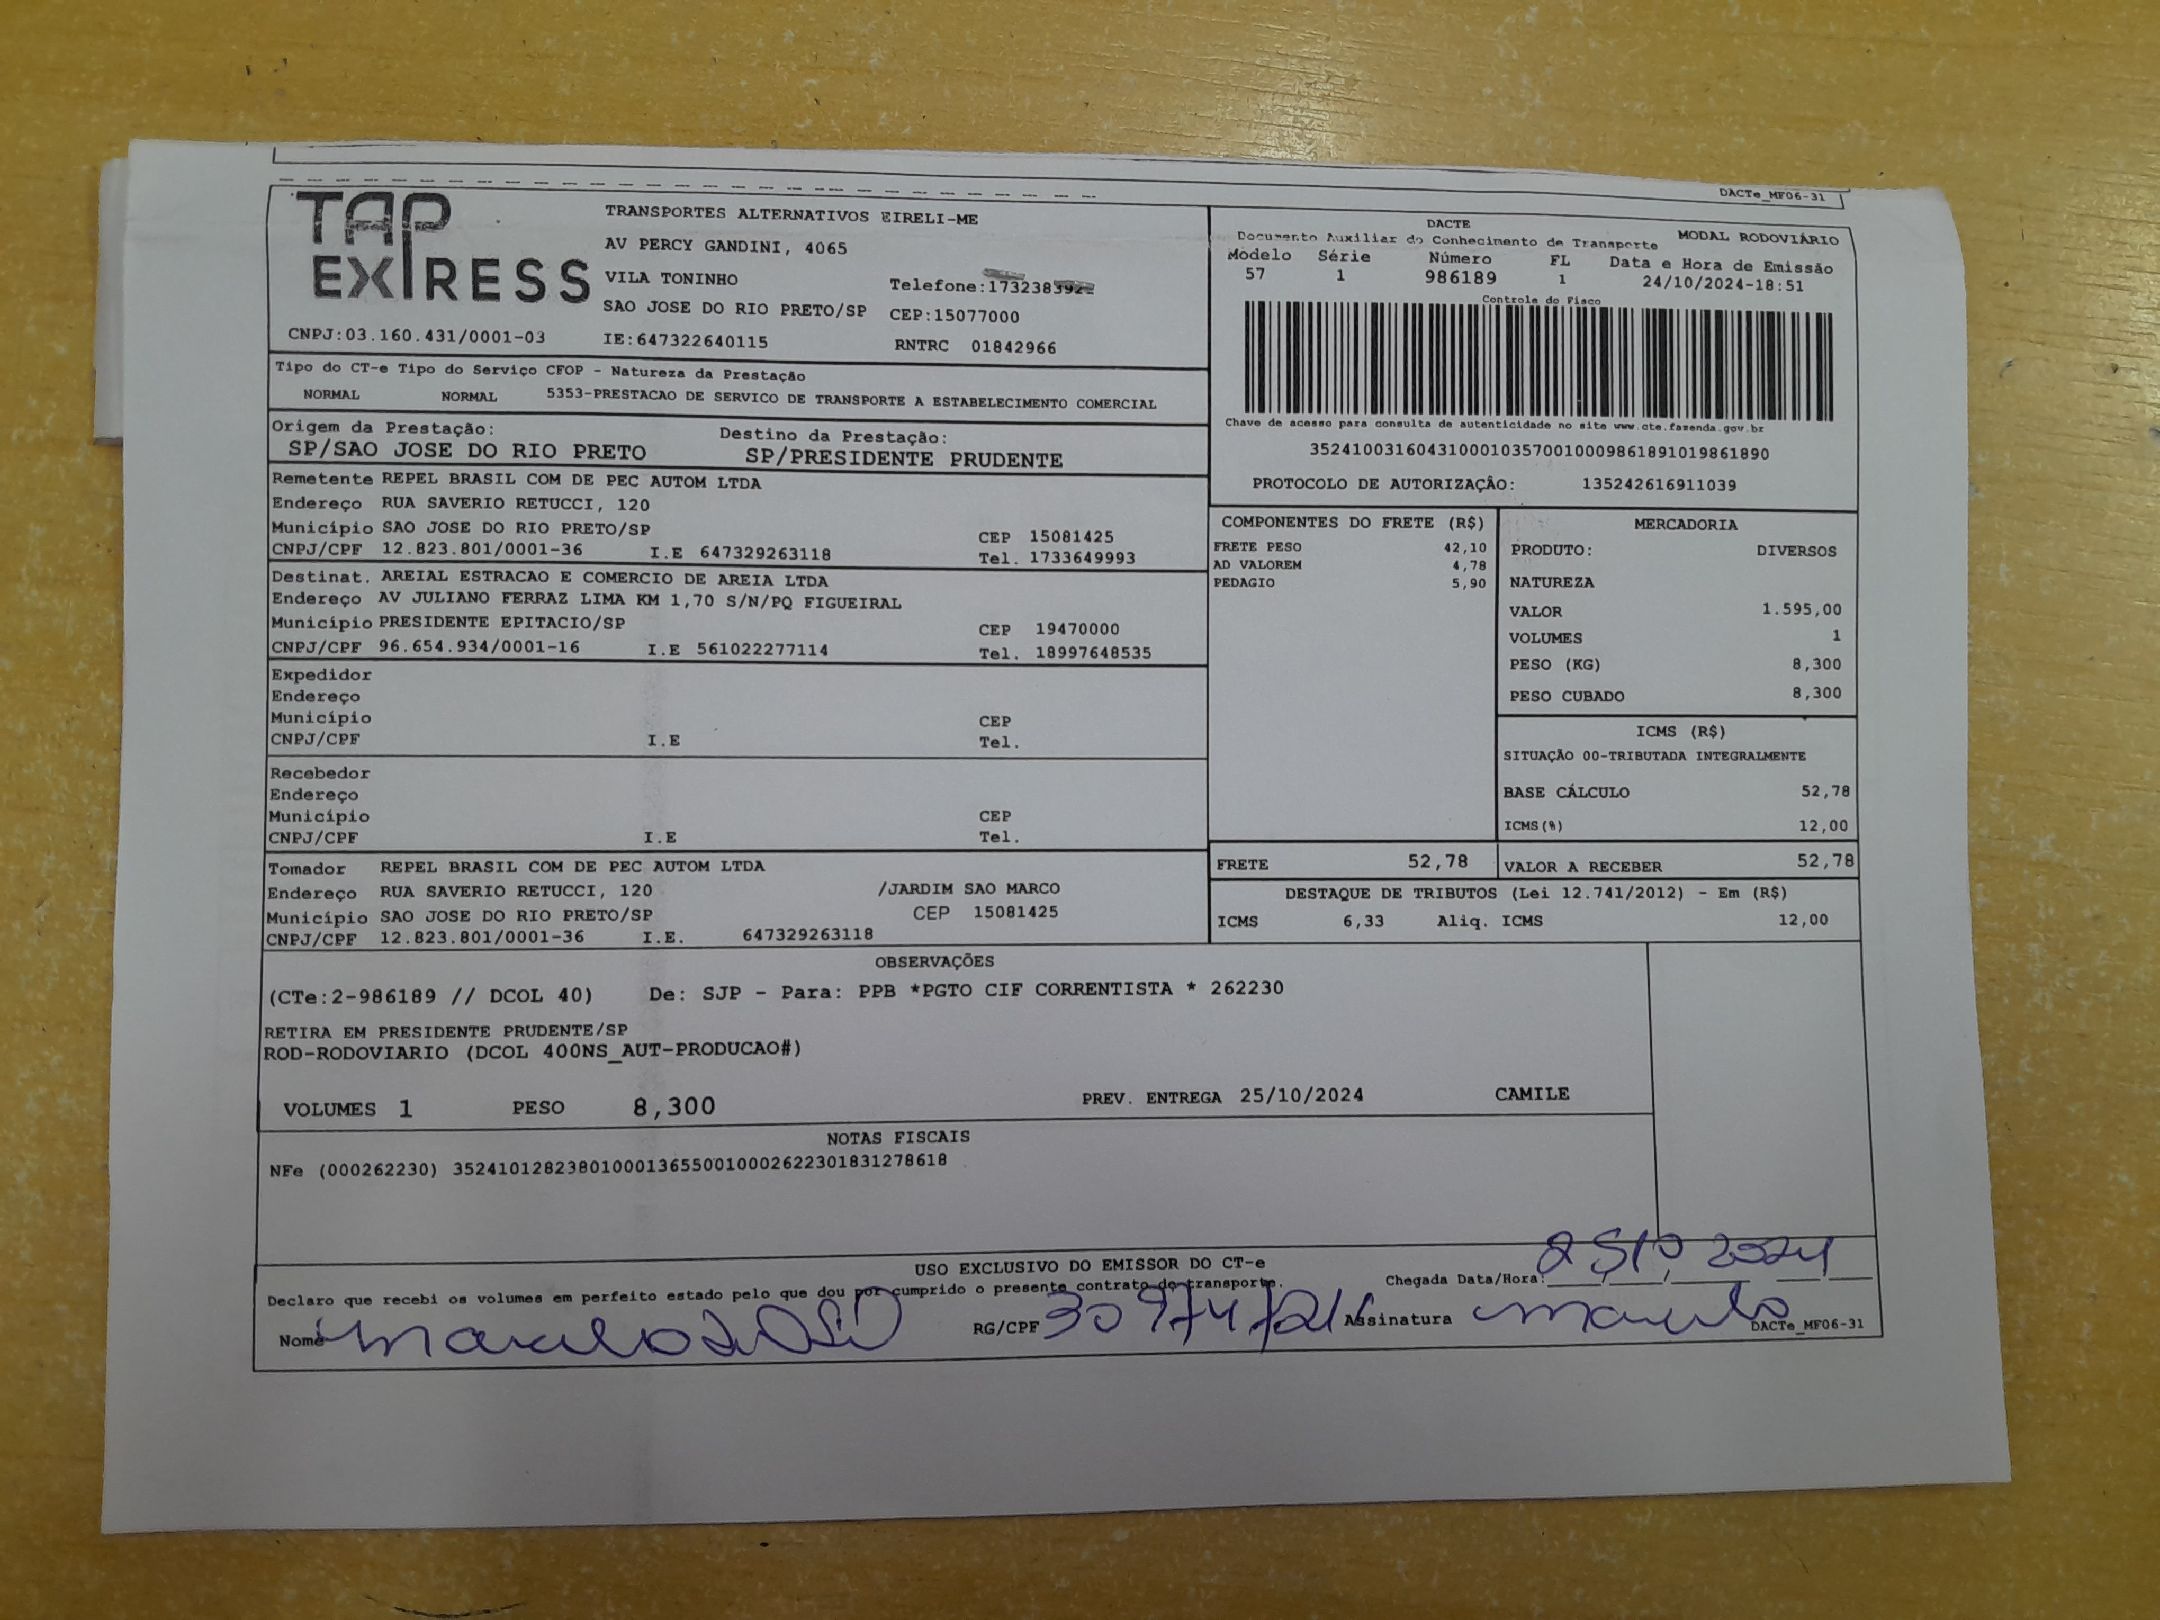 DACTe_MF06-31
TAP EXPRESS
TRANSPORTES ALTERNATIVOS EIRELI-ME
AV PERCY GANDINI, 4065
VILA TONINHO
Telefone:173238
SAO JOSE DO RIO PRETO/SP CEP:15077000
CNPJ:03.160.431/0001-03 IE:647322640115 RNTRC 01842966
DACTE
Documento Auxiliar do Conhecimento de Transporte MODAL RODOVIÁRIO
Modelo Série Número FL Data e Hora de Emissão
57 1 986189 1 24/10/2024-18:51
Controle do Fisco
Chave de acesso para consulta de autenticidade no site www.cte.fazenda.gov.br
35241003160431000103570010009861891019861890
PROTOCOLO DE AUTORIZAÇÃO: 135242616911039
Tipo do CT-e Tipo do Serviço CFOP - Natureza da Prestação
NORMAL NORMAL 5353-PRESTACAO DE SERVICO DE TRANSPORTE A ESTABELECIMENTO COMERCIAL
Origem da Prestação: Destino da Prestação:
SP/SAO JOSE DO RIO PRETO SP/PRESIDENTE PRUDENTE
Remetente REPEL BRASIL COM DE PEC AUTOM LTDA
Endereço RUA SAVERIO RETUCCI, 120
Município SAO JOSE DO RIO PRETO/SP CEP 15081425
CNPJ/CPF 12.823.801/0001-36 I.E 647329263118 Tel. 1733649993
Destinat. AREIAL ESTRACAO E COMERCIO DE AREIA LTDA
Endereço AV JULIANO FERRAZ LIMA KM 1,70 S/N/PQ FIGUEIRAL
Município PRESIDENTE EPITACIO/SP CEP 19470000
CNPJ/CPF 96.654.934/0001-16 I.E 561022277114 Tel. 18997648535
Expedidor
Endereço
Município CEP
CNPJ/CPF I.E Tel.
Recebedor
Endereço
Município CEP
CNPJ/CPF I.E Tel.
Tomador REPEL BRASIL COM DE PEC AUTOM LTDA
Endereço RUA SAVERIO RETUCCI, 120 /JARDIM SAO MARCO
Município SAO JOSE DO RIO PRETO/SP CEP 15081425
CNPJ/CPF 12.823.801/0001-36 I.E. 647329263118
COMPONENTES DO FRETE (R$)
FRETE PESO 42,10
AD VALOREM 4,78
PEDAGIO 5,90
MERCADORIA
PRODUTO: DIVERSOS
NATUREZA
VALOR 1.595,00
VOLUMES 1
PESO (KG) 8,300
PESO CUBADO 8,300
ICMS (R$)
SITUAÇÃO 00-TRIBUTADA INTEGRALMENTE
BASE CÁLCULO 52,78
ICMS(%) 12,00
FRETE 52,78 VALOR A RECEBER 52,78
DESTAQUE DE TRIBUTOS (Lei 12.741/2012) - Em (R$)
ICMS 6,33 Aliq. ICMS 12,00
OBSERVAÇÕES
(CTe:2-986189 // DCOL 40) De: SJP - Para: PPB *PGTO CIF CORRENTISTA * 262230
RETIRA EM PRESIDENTE PRUDENTE/SP
ROD-RODOVIARIO (DCOL 400NS_AUT-PRODUCAO#)
VOLUMES 1 PESO 8,300 PREV. ENTREGA 25/10/2024 CAMILE
NOTAS FISCAIS
NFe (000262230) 35241012823801000136550010002622301831278618
USO EXCLUSIVO DO EMISSOR DO CT-e
Declaro que recebi os volumes em perfeito estado pelo que dou por cumprido o presente contrato de transporte. Chegada Data/Hora: 25/10 2024
Nome RG/CPF Assinatura
DACTe_MF06-31